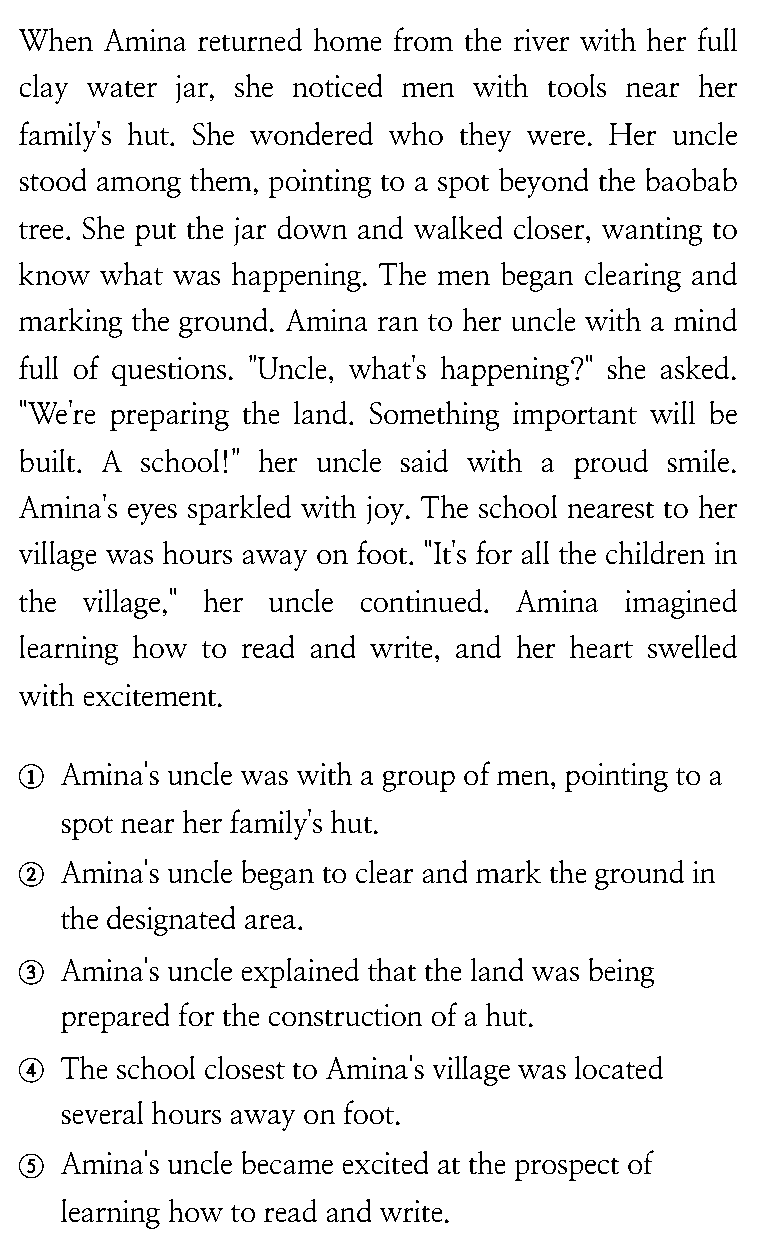 When Amina returned home from the river with her full
clay water jar, she noticed men with tools near her
family's hut. She wondered who they were. Her uncle
stood among them, pointing to a spot beyond the baobab
tree. She put the jar down and walked closer, wanting to
know what was happening. The men began clearing and
marking the ground. Amina ran to her uncle with a mind
full of questions. "Uncle, what's happening?" she asked.
"We're preparing the land. Something important will be
built. A school!" her uncle said with a proud smile.
Amina's eyes sparkled with joy. The school nearest to her
village was hours away on foot. "It's for all the children in
the village," her uncle continued. Amina imagined
learning how to read and write, and her heart swelled
with excitement.
① Amina's uncle was with a group of men, pointing to a
spot near her family's hut.
② Amina's uncle began to clear and mark the ground in
the designated area.
③ Amina's uncle explained that the land was being
prepared for the construction of a hut.
④ The school closest to Amina's village was located
several hours away on foot.
⑤ Amina's uncle became excited at the prospect of
learning how to read and write.